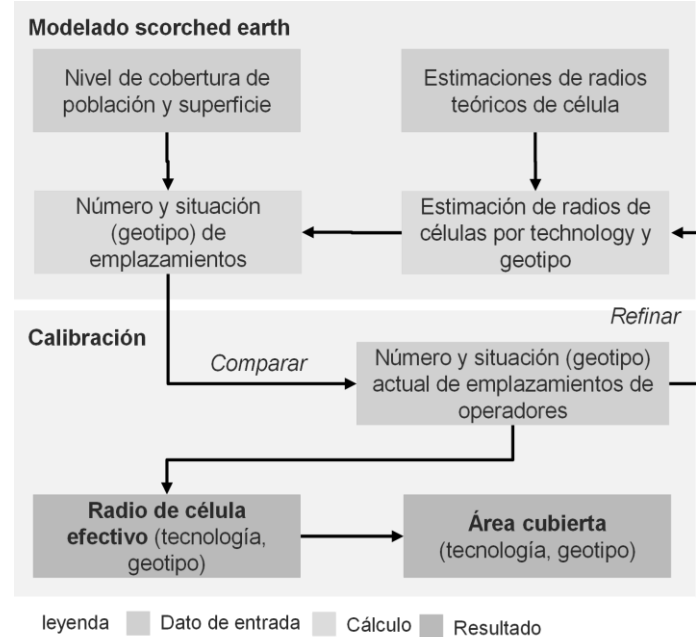 Modelado scorched earth
Nivel de cobertura de
población y superficie
Estimaciones de radios
teóricos de célula
Número y situación
(geotipo) de
emplazamientos
Estimación de radios de
células por technology y
geotipo
Refinar
Calibración
Comparar
Número y situación (geotipo)
actual de emplazamientos de
operadores
Radio de célula
efectivo (tecnología,
geotipo)
Área cubierta
(tecnología, geotipo)
leyenda Dato de entrada Cálculo Resultado